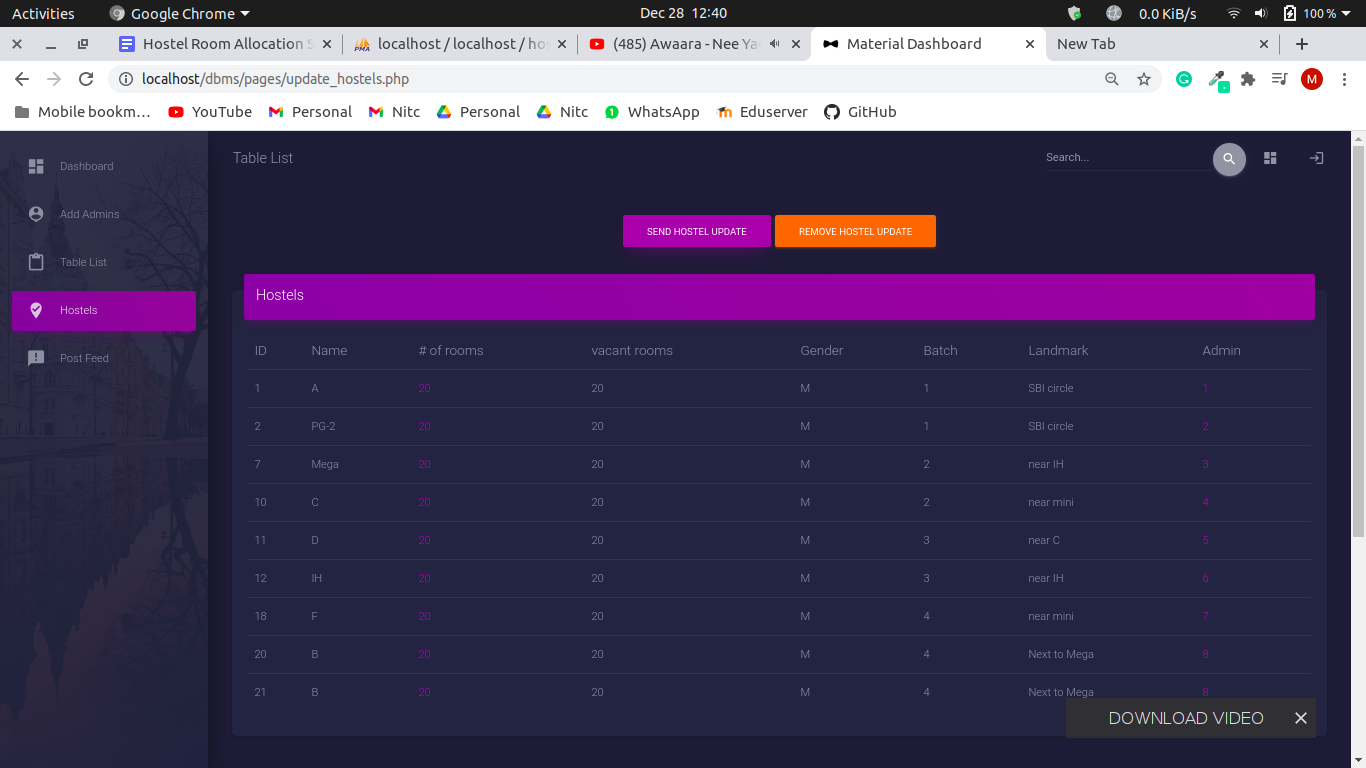 Activities Google Chrome Dec 28 12:40 0.0 KiB/s 100 %
Hostel Room Allocation S localhost / localhost / ho (485) Awaara - Nee Ya Material Dashboard New Tab
localhost/dbms/pages/update_hostels.php M
Mobile bookm… YouTube Personal Nitc Personal Nitc 1 WhatsApp Eduserver GitHub
Dashboard
Add Admins
Table List
Hostels
Post Feed
Table List Search...
SEND HOSTEL UPDATE REMOVE HOSTEL UPDATE
Hostels
ID Name # of rooms vacant rooms Gender Batch Landmark Admin
1 A 20 20 M 1 SBI circle 1
2 PG-2 20 20 M 1 SBI circle 2
7 Mega 20 20 M 2 near IH 3
10 C 20 20 M 2 near mini 4
11 D 20 20 M 3 near C 5
12 IH 20 20 M 3 near IH 6
18 F 20 20 M 4 near mini 7
20 B 20 20 M 4 Next to Mega 8
21 B 20 20 M 4 Next to Mega 8
DOWNLOAD VIDEO